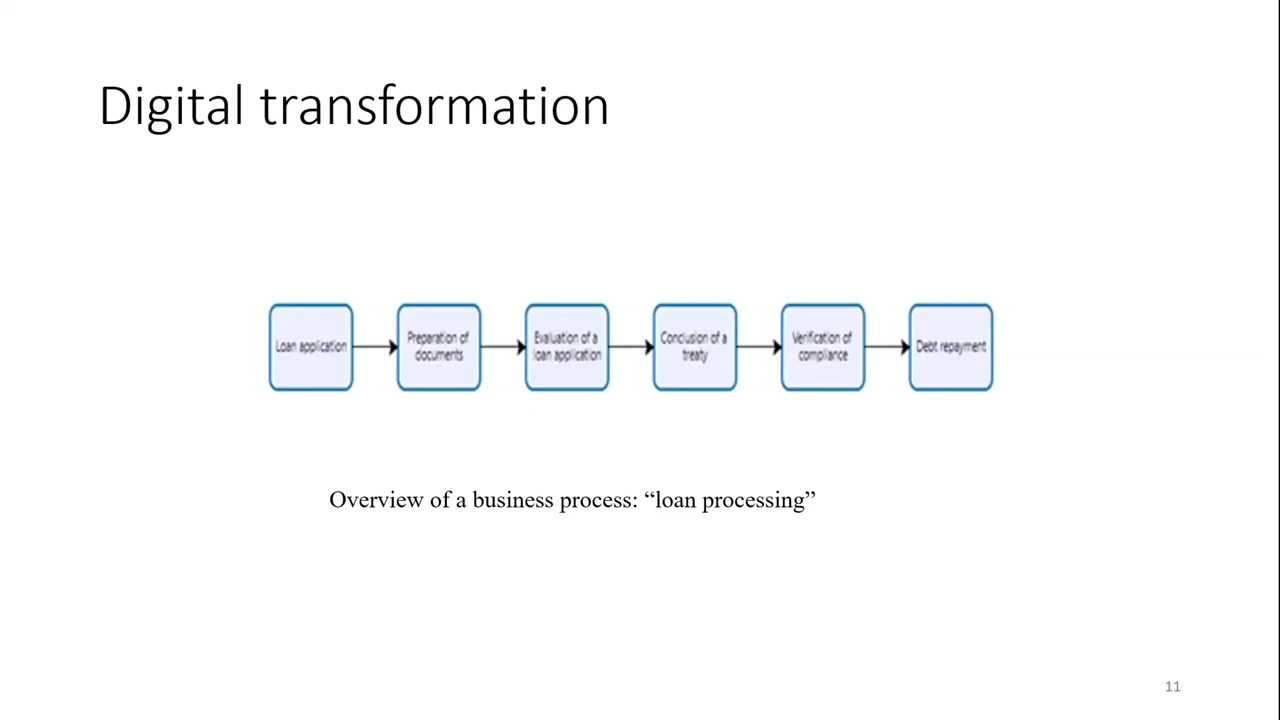 Digital transformation
Loan application
Preparation of
documents
Evaluation of a
loan application
Conclusion of a
treaty
Verification of
compliance
Debt repayment
Overview of a business process: “loan processing”
11